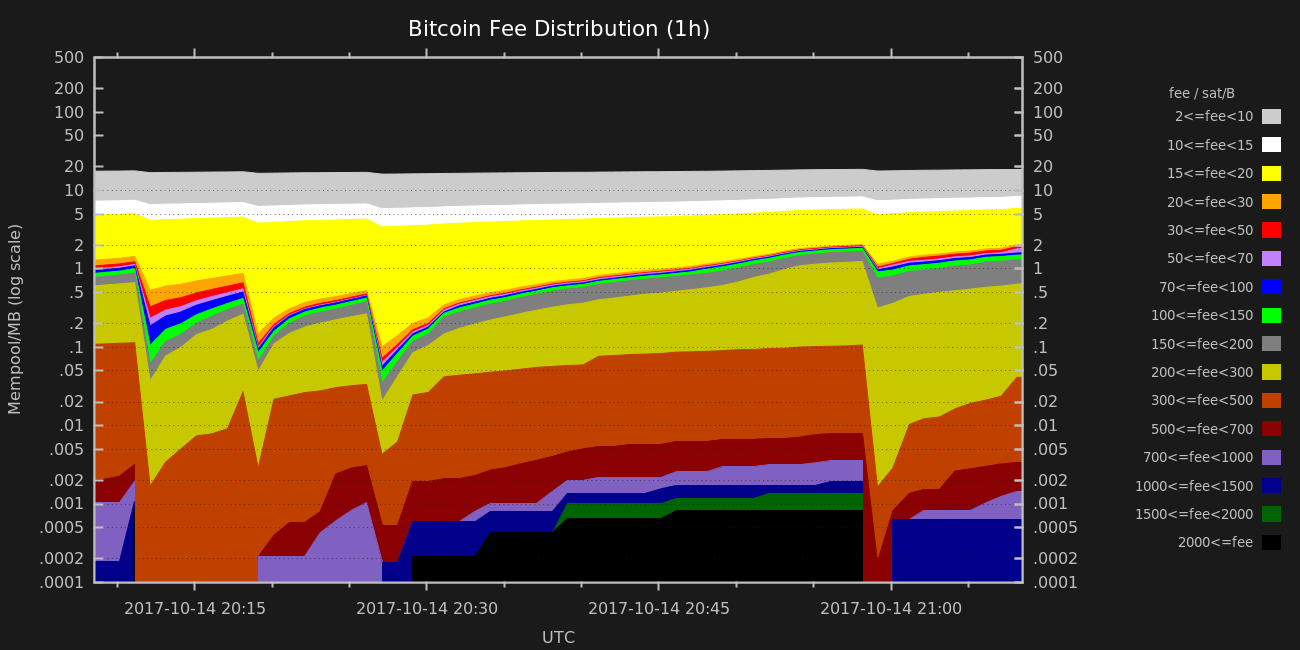 Bitcoin Fee Distribution (1h)
Mempool/MB (log scale)
500
200
100
50
20
10
5
2
1
.5
.2
.1
.05
.02
.01
.005
.002
.001
.0005
.0002
.0001
500
200
100
50
20
10
5
2
1
.5
.2
.1
.05
.02
.01
.005
.002
.001
.0005
.0002
.0001
2017-10-14 20:15
2017-10-14 20:30
2017-10-14 20:45
2017-10-14 21:00
UTC
fee / sat/B
2<=fee<10
10<=fee<15
15<=fee<20
20<=fee<30
30<=fee<50
50<=fee<70
70<=fee<100
100<=fee<150
150<=fee<200
200<=fee<300
300<=fee<500
500<=fee<700
700<=fee<1000
1000<=fee<1500
1500<=fee<2000
2000<=fee